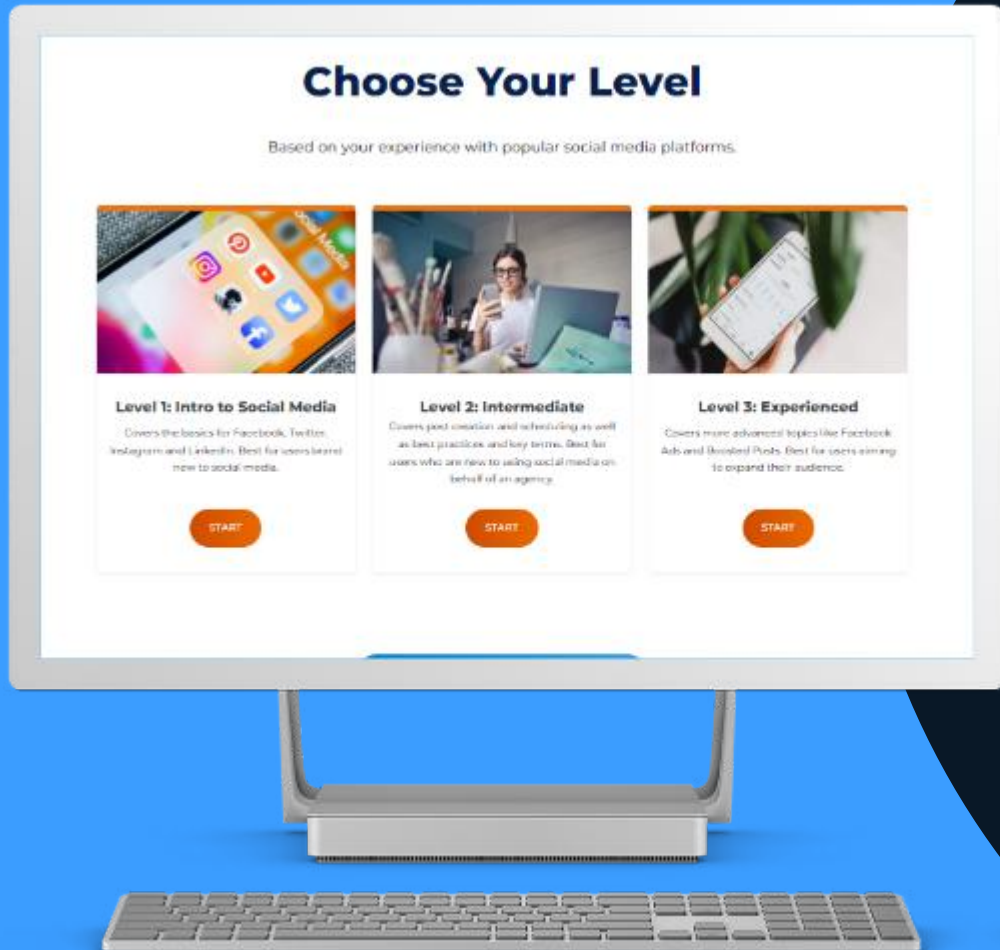 Choose Your Level
Based on your experience with popular social media platforms.
Social Media
Level 1: Intro to Social Media
Covers the basics for Facebook, Twitter,
Instagram and LinkedIn. Best for users brand
new to social media.
START
Level 2: Intermediate
Covers post creation and scheduling as well
as best practices and key terms. Best for
users who are new to using social media on
behalf of an agency.
START
Level 3: Experienced
Covers more advanced topics like Facebook
Ads and Boosted Posts. Best for users aiming
to expand their audience.
START